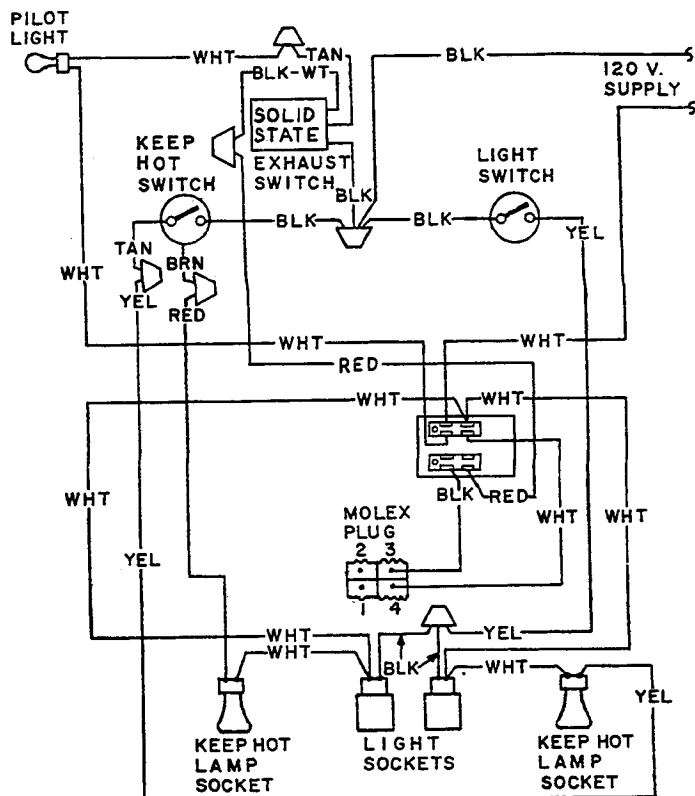 PILOT
LIGHT
WHT
TAN
BLK
BLK-WT
120 V.
SUPPLY
SOLID
STATE
KEEP
HOT
SWITCH
EXHAUST
SWITCH
LIGHT
SWITCH
BLK
BLK
BLK
YEL
TAN
BRN
WHT
YEL
RED
WHT
WHT
RED
WHT
WHT
WHT
BLK
RED
WHT
WHT
MOLEX
PLUG
2 3
YEL
1 4
WHT
YEL
WHT
BLK
WHT
YEL
KEEP HOT
LAMP
SOCKET
LIGHT
SOCKETS
KEEP HOT
LAMP
SOCKET